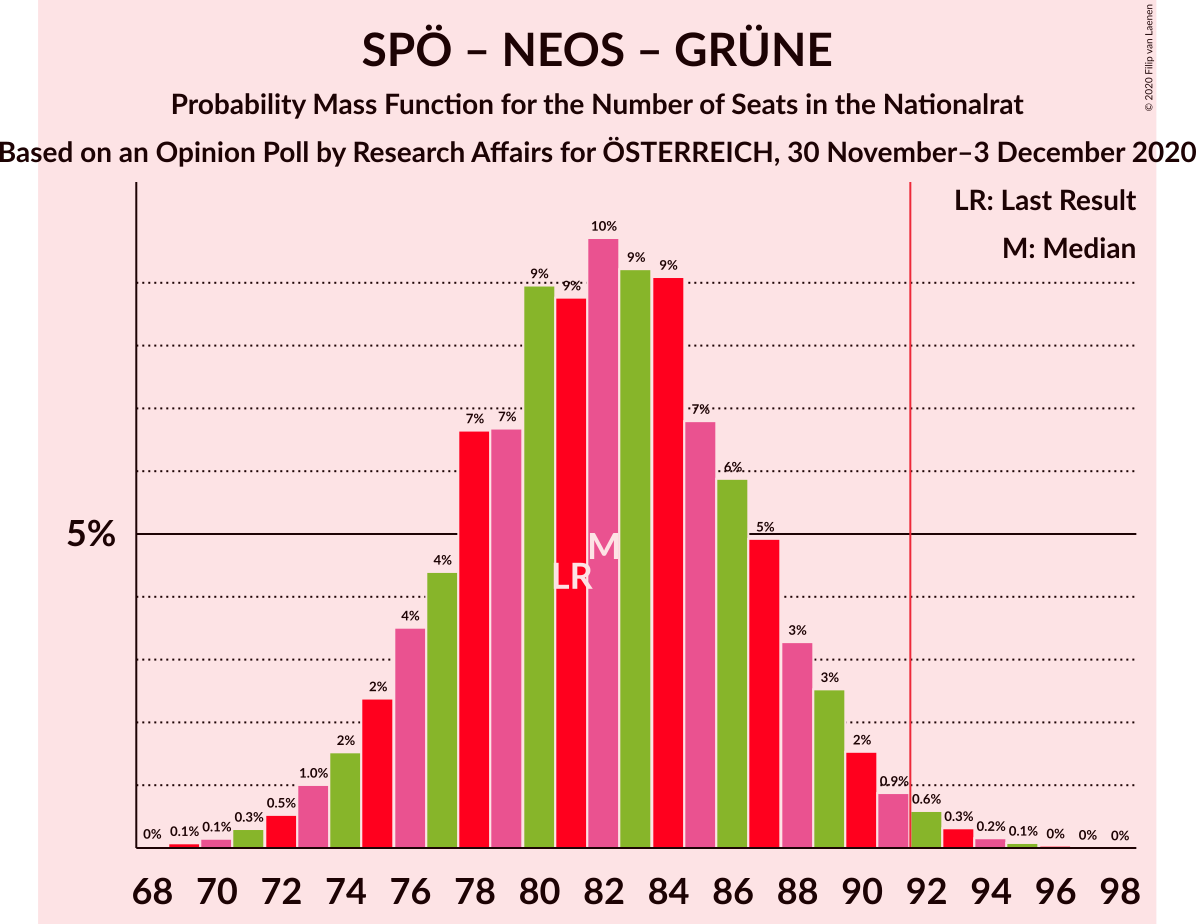 SPÖ – NEOS – GRÜNE
Probability Mass Function for the Number of Seats in the Nationalrat
Based on an Opinion Poll by Research Affairs for ÖSTERREICH, 30 November–3 December 2020
© 2020 Filip van Laenen
LR: Last Result
M: Median
5%
0% 0.1% 0.1% 0.3% 0.5% 1.0% 2% 2% 4% 4% 7% 7% 9% 9% 10% 9% 9% 7% 6% 5% 3% 3% 2% 0.9% 0.6% 0.3% 0.2% 0.1% 0% 0% 0%
M
LR
68 70 72 74 76 78 80 82 84 86 88 90 92 94 96 98